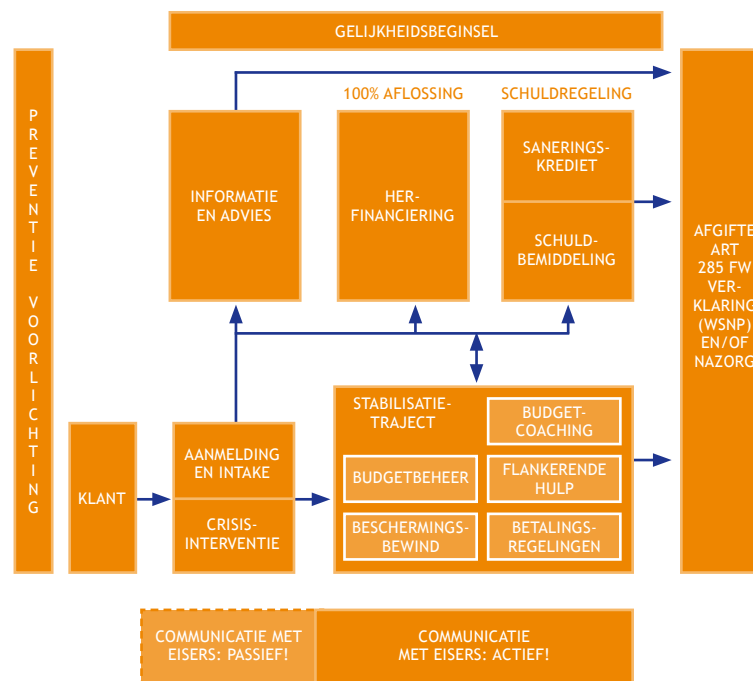 GELIJKHEIDSBEGINSEL
PREVENTIE VOORLICHTING
100% AFLOSSING
SCHULDREGELING
INFORMATIE
EN ADVIES
HER-
FINANCIERING
SANERINGS-
KREDIET
SCHULD-
BEMIDDELING
AFGIFTE
ART
285 FW
VER-
KLARING
(WSNP)
EN/OF
NAZORG
KLANT
AANMELDING
EN INTAKE
CRISIS-
INTERVENTIE
STABILISATIE-
TRAJECT
BUDGET-
COACHING
BUDGETBEHEER
FLANKERENDE
HULP
BESCHERMINGS-
BEWIND
BETALINGS-
REGELINGEN
COMMUNICATIE MET
EISERS: PASSIEF!
COMMUNICATIE
MET EISERS: ACTIEF!